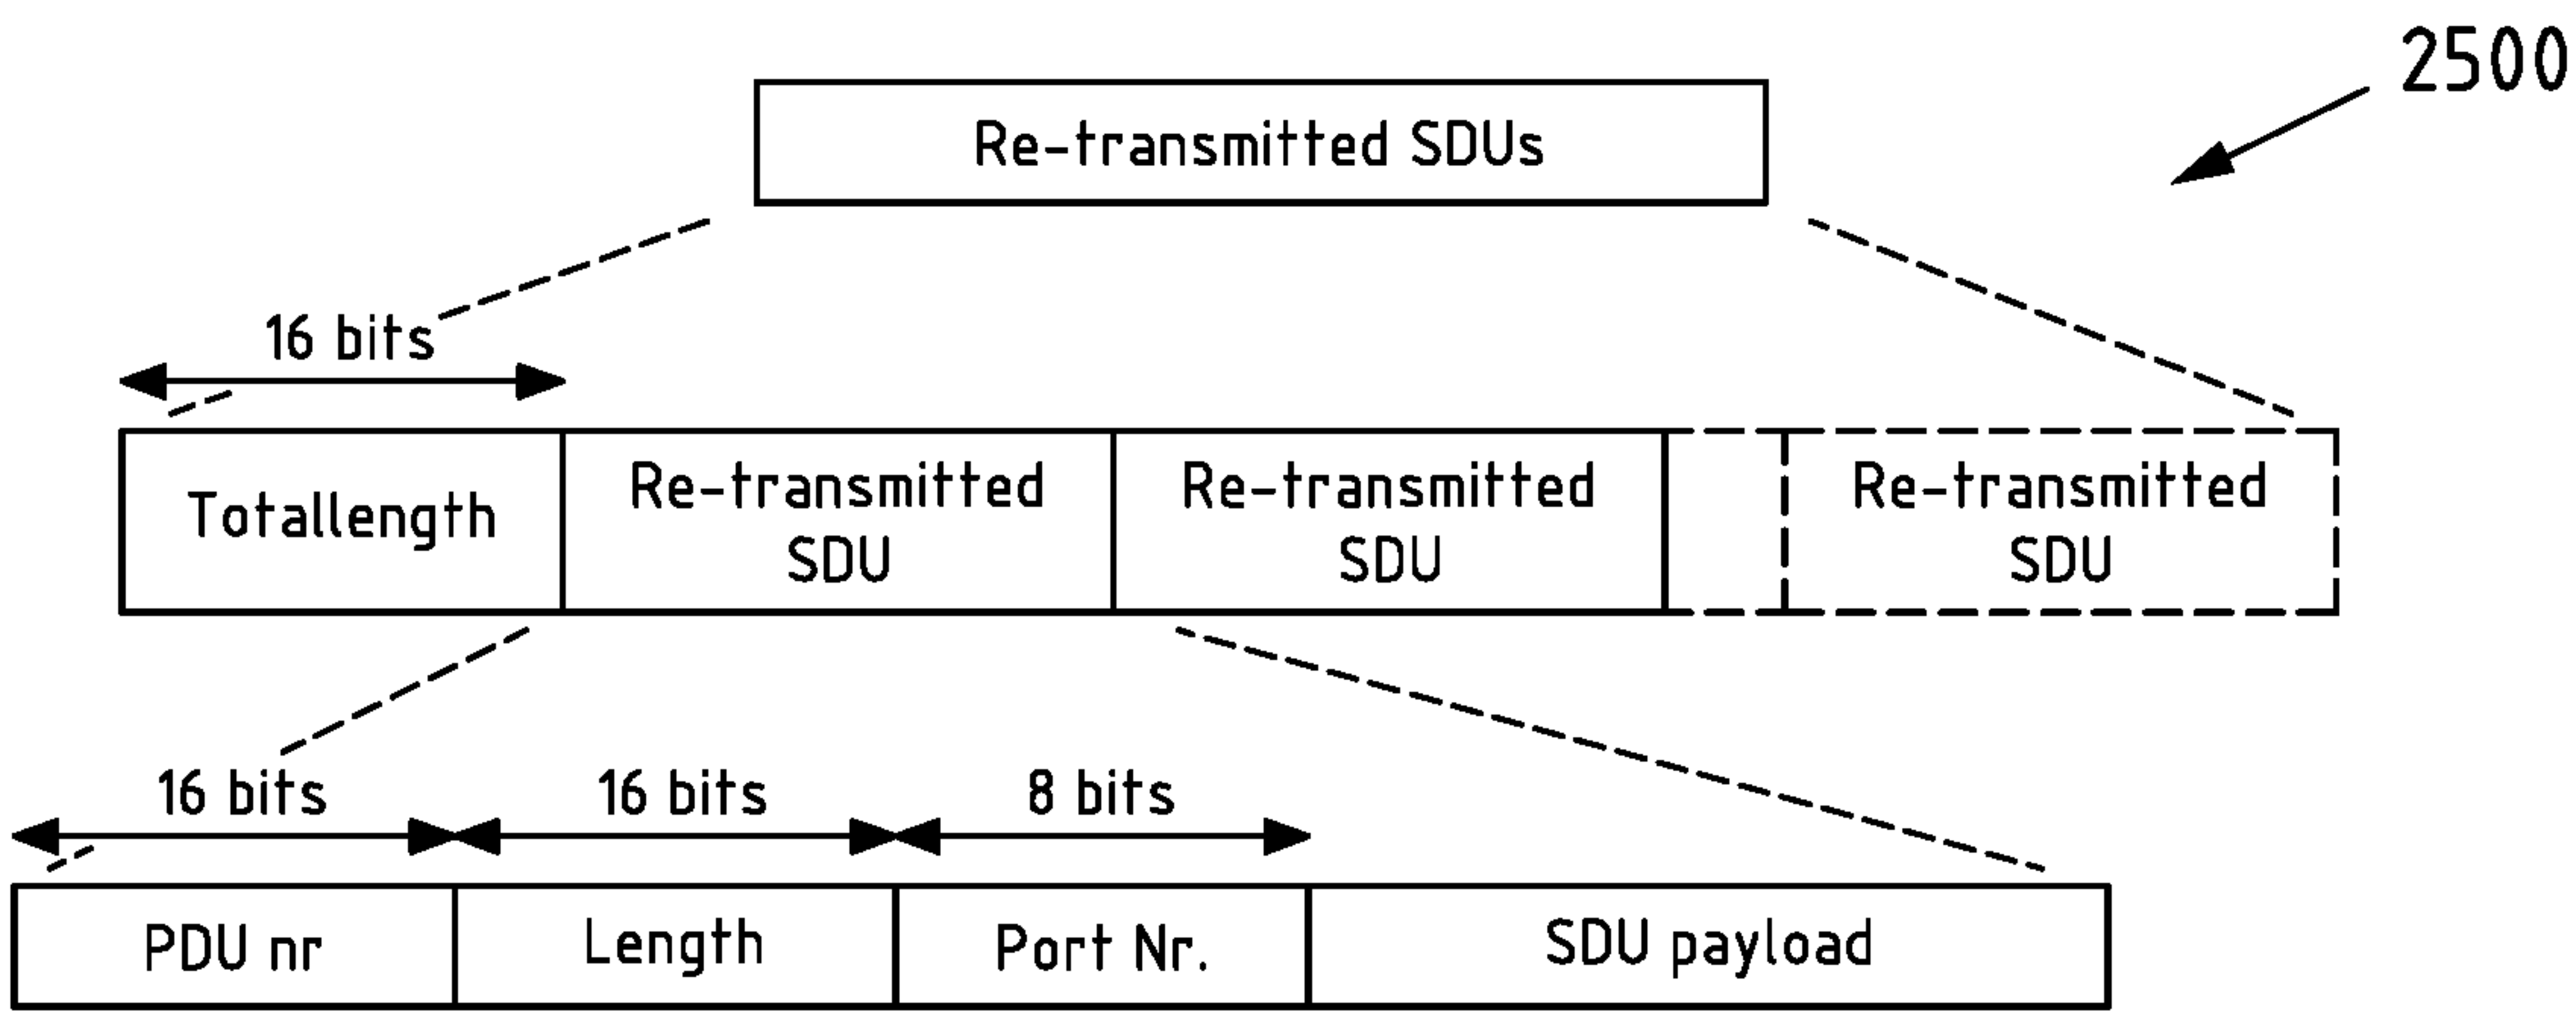 2500
Re-transmitted SDUs
16 bits
Totallength
Re-transmitted
SDU
Re-transmitted
SDU
Re-transmitted
SDU
16 bits
16 bits
8 bits
PDU nr
Length
Port Nr.
SDU payload